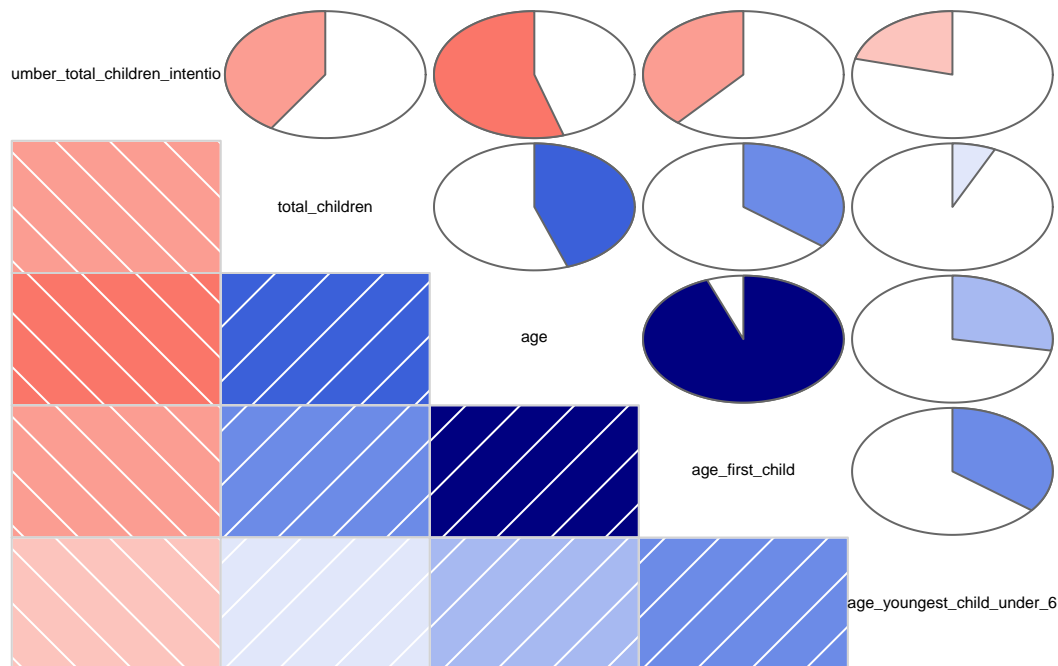 umber_total_children_intentio
total_children
age
age_first_child
age_youngest_child_under_6